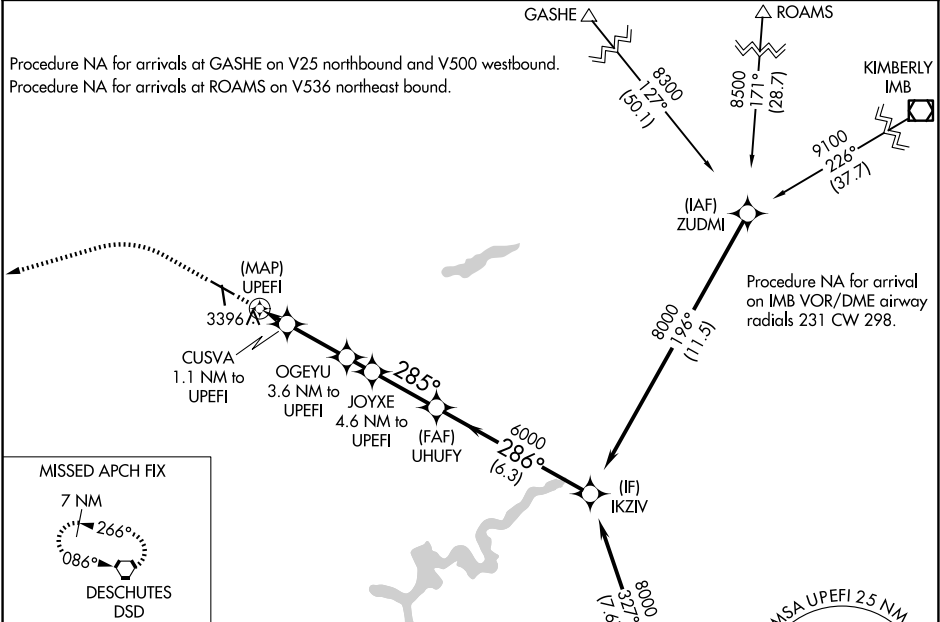 GASHE
ROAMS
Procedure NA for arrivals at GASHE on V25 northbound and V500 westbound.
Procedure NA for arrivals at ROAMS on V536 northeast bound.
KIMBERLY
IMB
8300
127°
(50.1)
8500
171°
(28.7)
9100
226°
(37.7)
(IAF)
ZUDMI
Procedure NA for arrival
on IMB VOR/DME airway
radials 231 CW 298.
8000
196°
(11.5)
(MAP)
UPEFI
3396
CUSVA
1.1 NM to
UPEFI
OGEYU
3.6 NM to
UPEFI
JOYXE
4.6 NM to
UPEFI
285°
(FAF)
UHUFY
6000
286°
(6.3)
(IF)
IKZIV
8000
327°
MISSED APCH FIX
7 NM
266°
086°
DESCHUTES
DSD
MSA UPEFI 25 NM